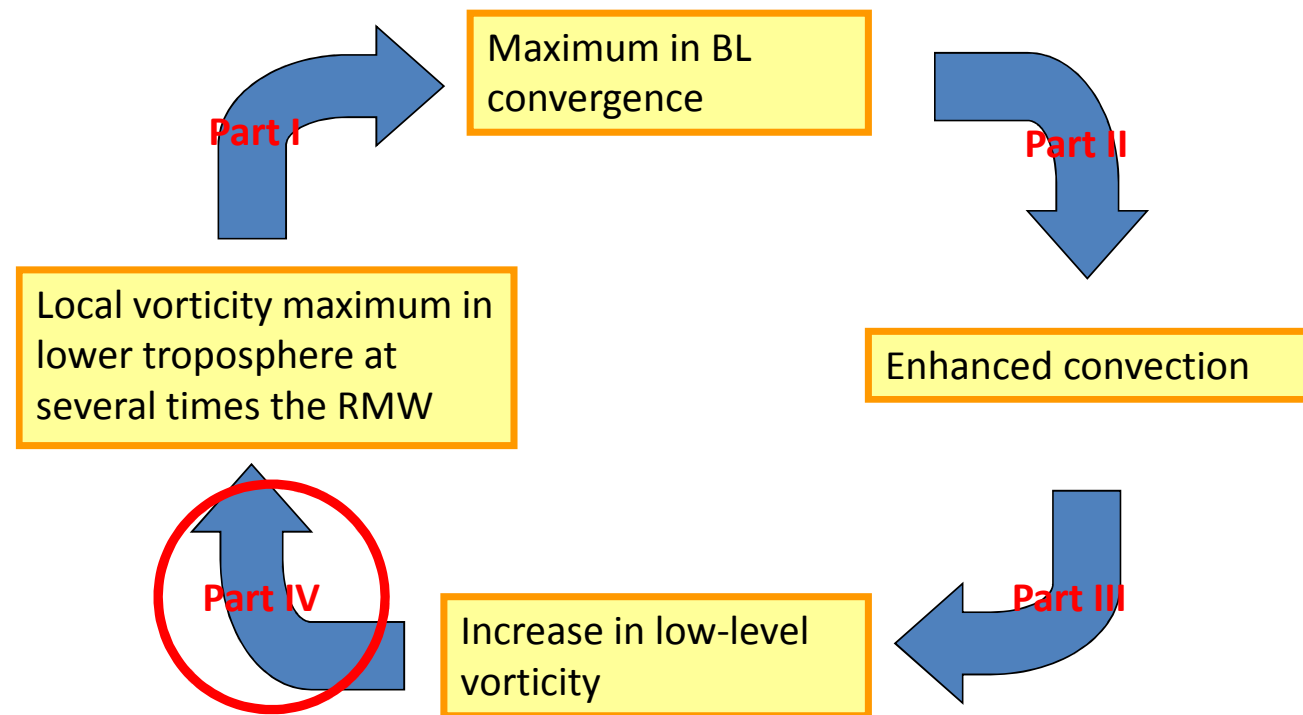 Maximum in BL
convergence
Part I
Part II
Local vorticity maximum in
lower troposphere at
several times the RMW
Enhanced convection
Part IV
Part III
Increase in low-level
vorticity